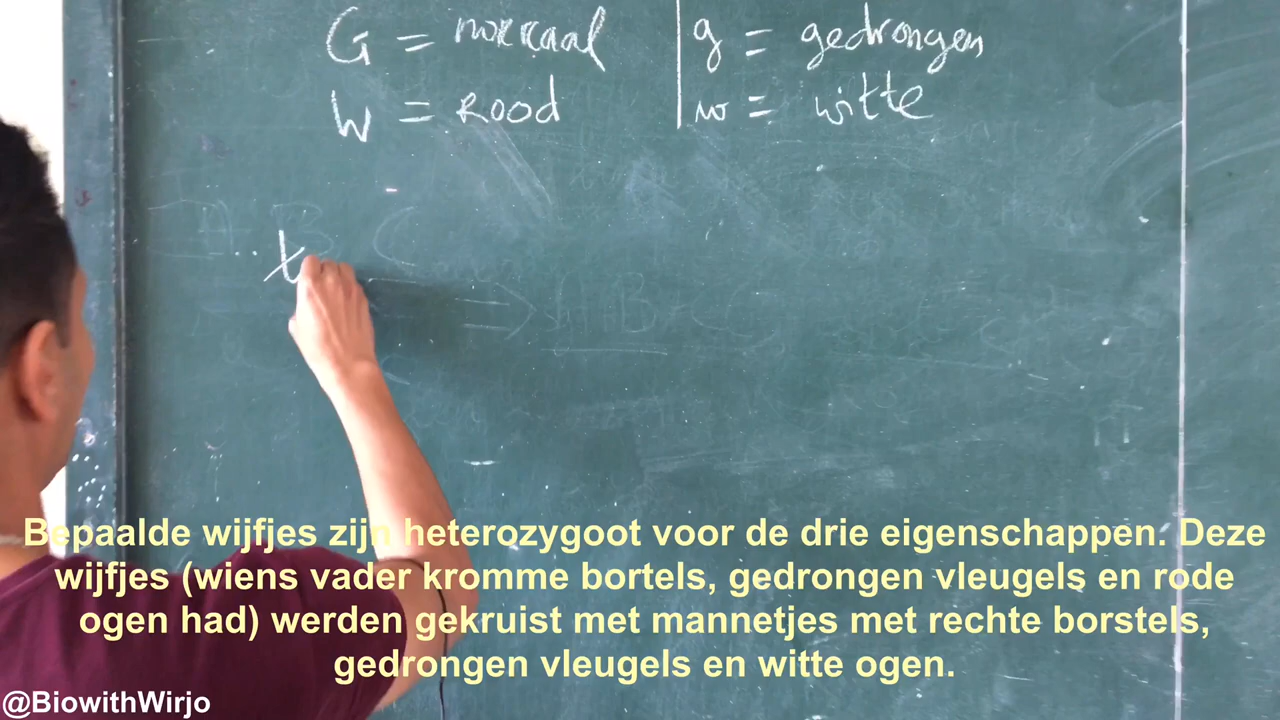 G = normaal | g = gedrongen
W = Rood | w = witte
Bepaalde wijfjes zijn heterozygoot voor de drie eigenschappen. Deze
wijfjes (wiens vader kromme bortels, gedrongen vleugels en rode
ogen had) werden gekruist met mannetjes met rechte borstels,
gedrongen vleugels en witte ogen.
@BiowithWirjo